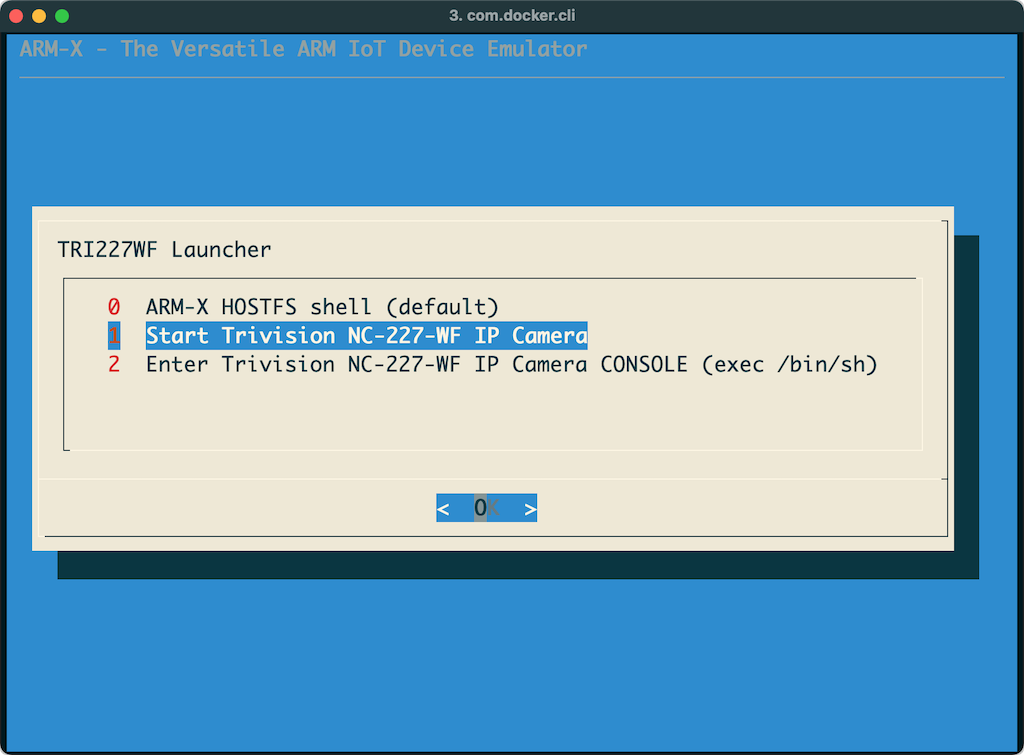 3. com.docker.cli
ARM-X - The Versatile ARM IoT Device Emulator
TRI227WF Launcher
0 ARM-X HOSTFS shell (default)
1 Start Trivision NC-227-WF IP Camera
2 Enter Trivision NC-227-WF IP Camera CONSOLE (exec /bin/sh)
< OK >